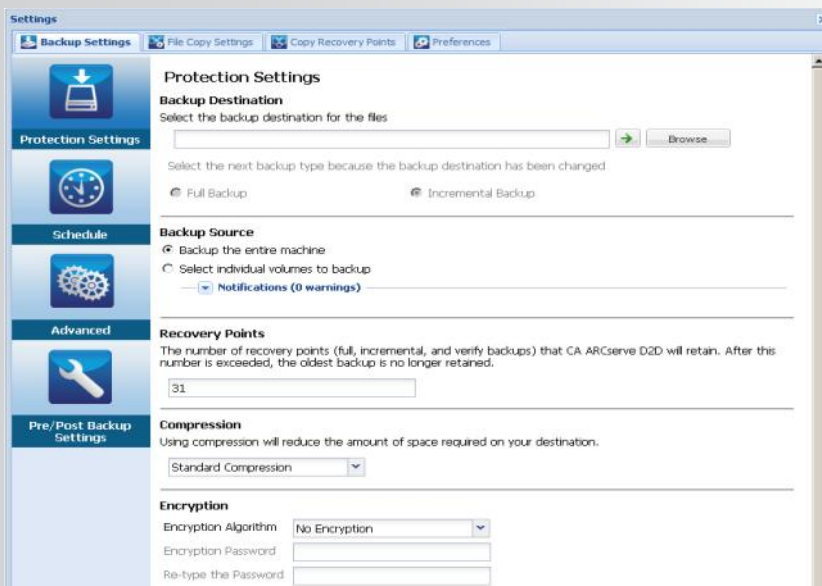 Settings
Backup Settings
File Copy Settings
Copy Recovery Points
Preferences
Protection Settings
Schedule
Advanced
Pre/Post Backup
Settings
Protection Settings
Backup Destination
Select the backup destination for the files
Browse
Select the next backup type because the backup destination has been changed
Full Backup
Incremental Backup
Backup Source
Backup the entire machine
Select individual volumes to backup
Notifications (0 warnings)
Recovery Points
The number of recovery points (full, incremental, and verify backups) that CA ARCserve D2D will retain. After this
number is exceeded, the oldest backup is no longer retained.
31
Compression
Using compression will reduce the amount of space required on your destination.
Standard Compression
Encryption
Encryption Algorithm
No Encryption
Encryption Password
Re-type the Password